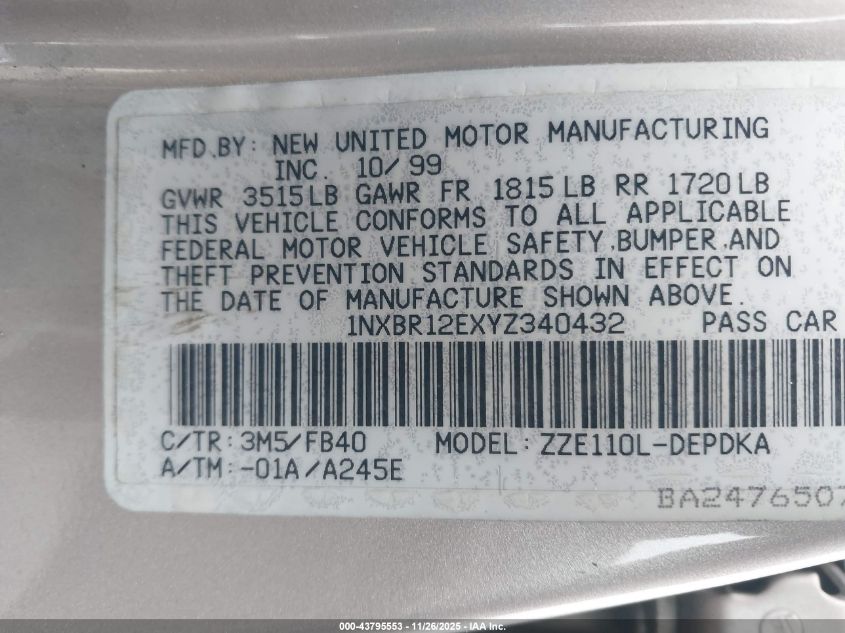 MFD.BY: NEW UNITED MOTOR MANUFACTURING
INC. 10/99
GVWR 3515LB GAWR FR 1815LB RR 1720LB
THIS VEHICLE CONFORMS TO ALL APPLICABLE
FEDERAL MOTOR VEHICLE SAFETY,BUMPER,AND
THEFT PREVENTION STANDARDS IN EFFECT ON
THE DATE OF MANUFACTURE SHOWN ABOVE.
1NXBR12EXYZ340432 PASS CAR
C/TR: 3M5/FB40 MODEL: ZZE110L-DEPDKA
A/TM: -01A/A245E
BA2476507
000-43795553 - 11/26/2025 - IAA Inc.